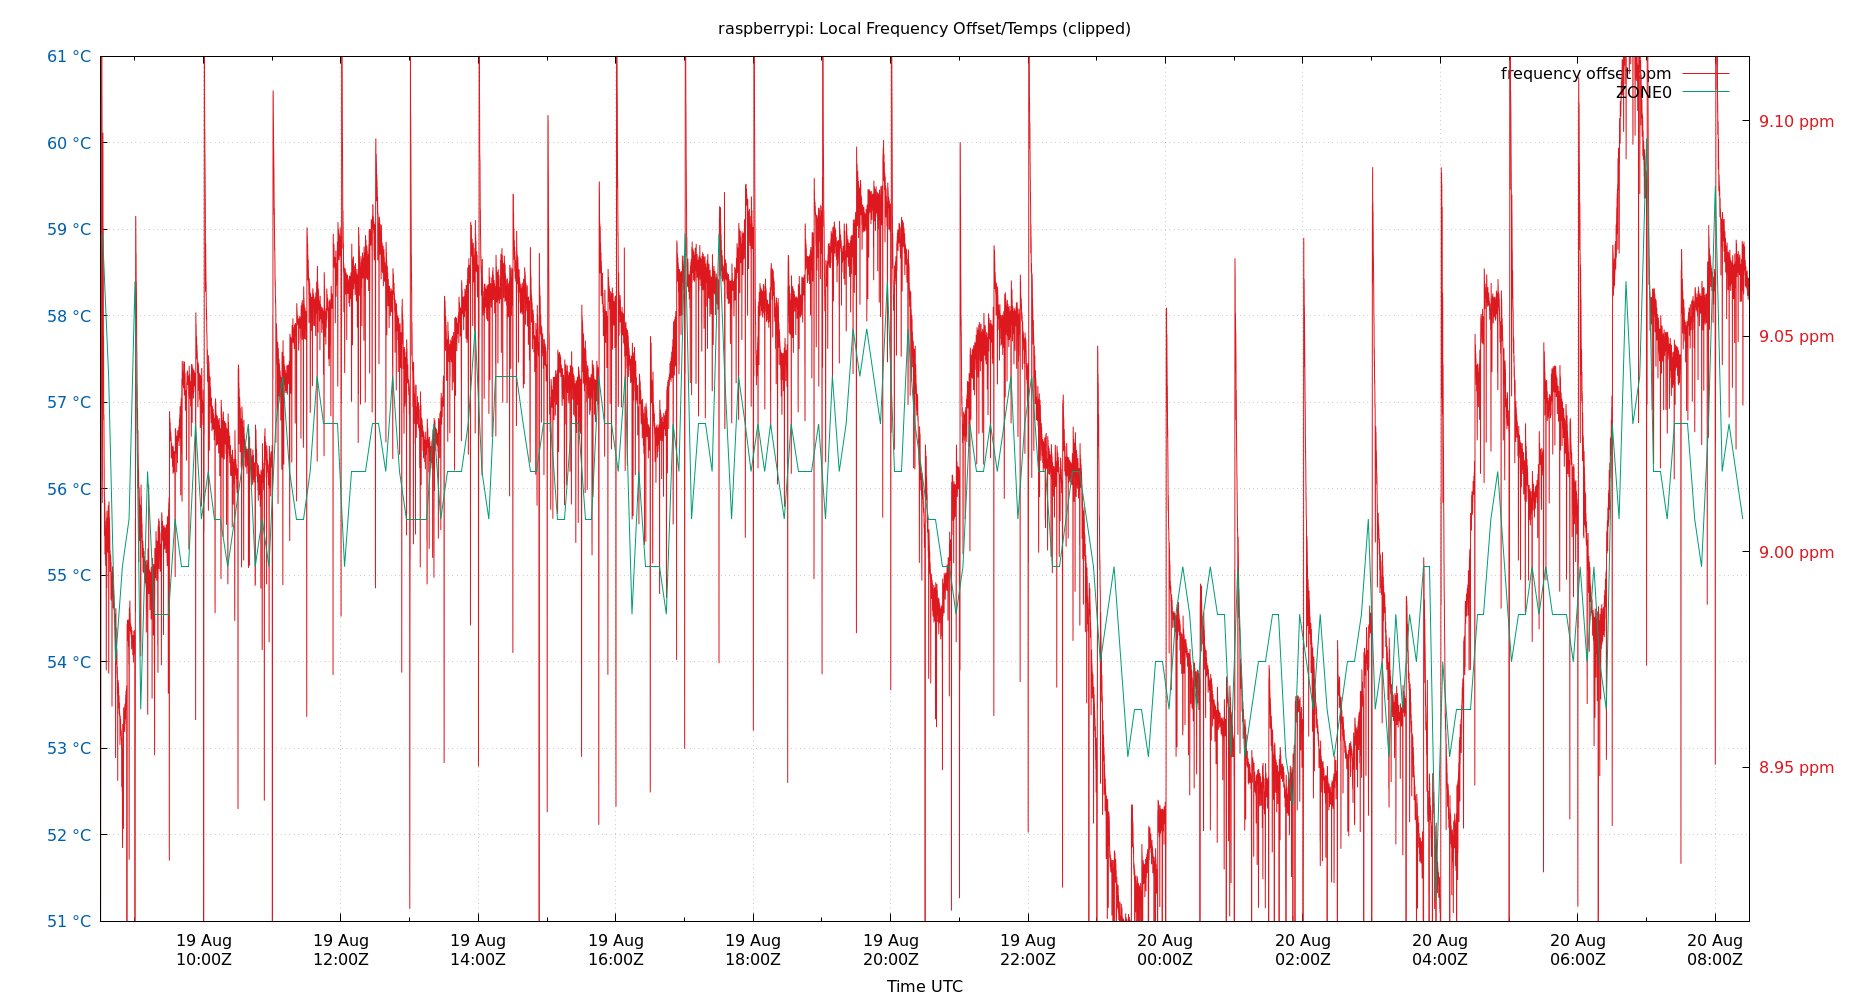 raspberrypi: Local Frequency Offset/Temps (clipped)
61 °C
60 °C
59 °C
58 °C
57 °C
56 °C
55 °C
54 °C
53 °C
52 °C
51 °C
frequency offset ppm
ZONE0
9.10 ppm
9.05 ppm
9.00 ppm
8.95 ppm
19 Aug 19 Aug 19 Aug 19 Aug 19 Aug 19 Aug 19 Aug 20 Aug 20 Aug 20 Aug 20 Aug 20 Aug
10:00Z 12:00Z 14:00Z 16:00Z 18:00Z 20:00Z 22:00Z 00:00Z 02:00Z 04:00Z 06:00Z 08:00Z
Time UTC